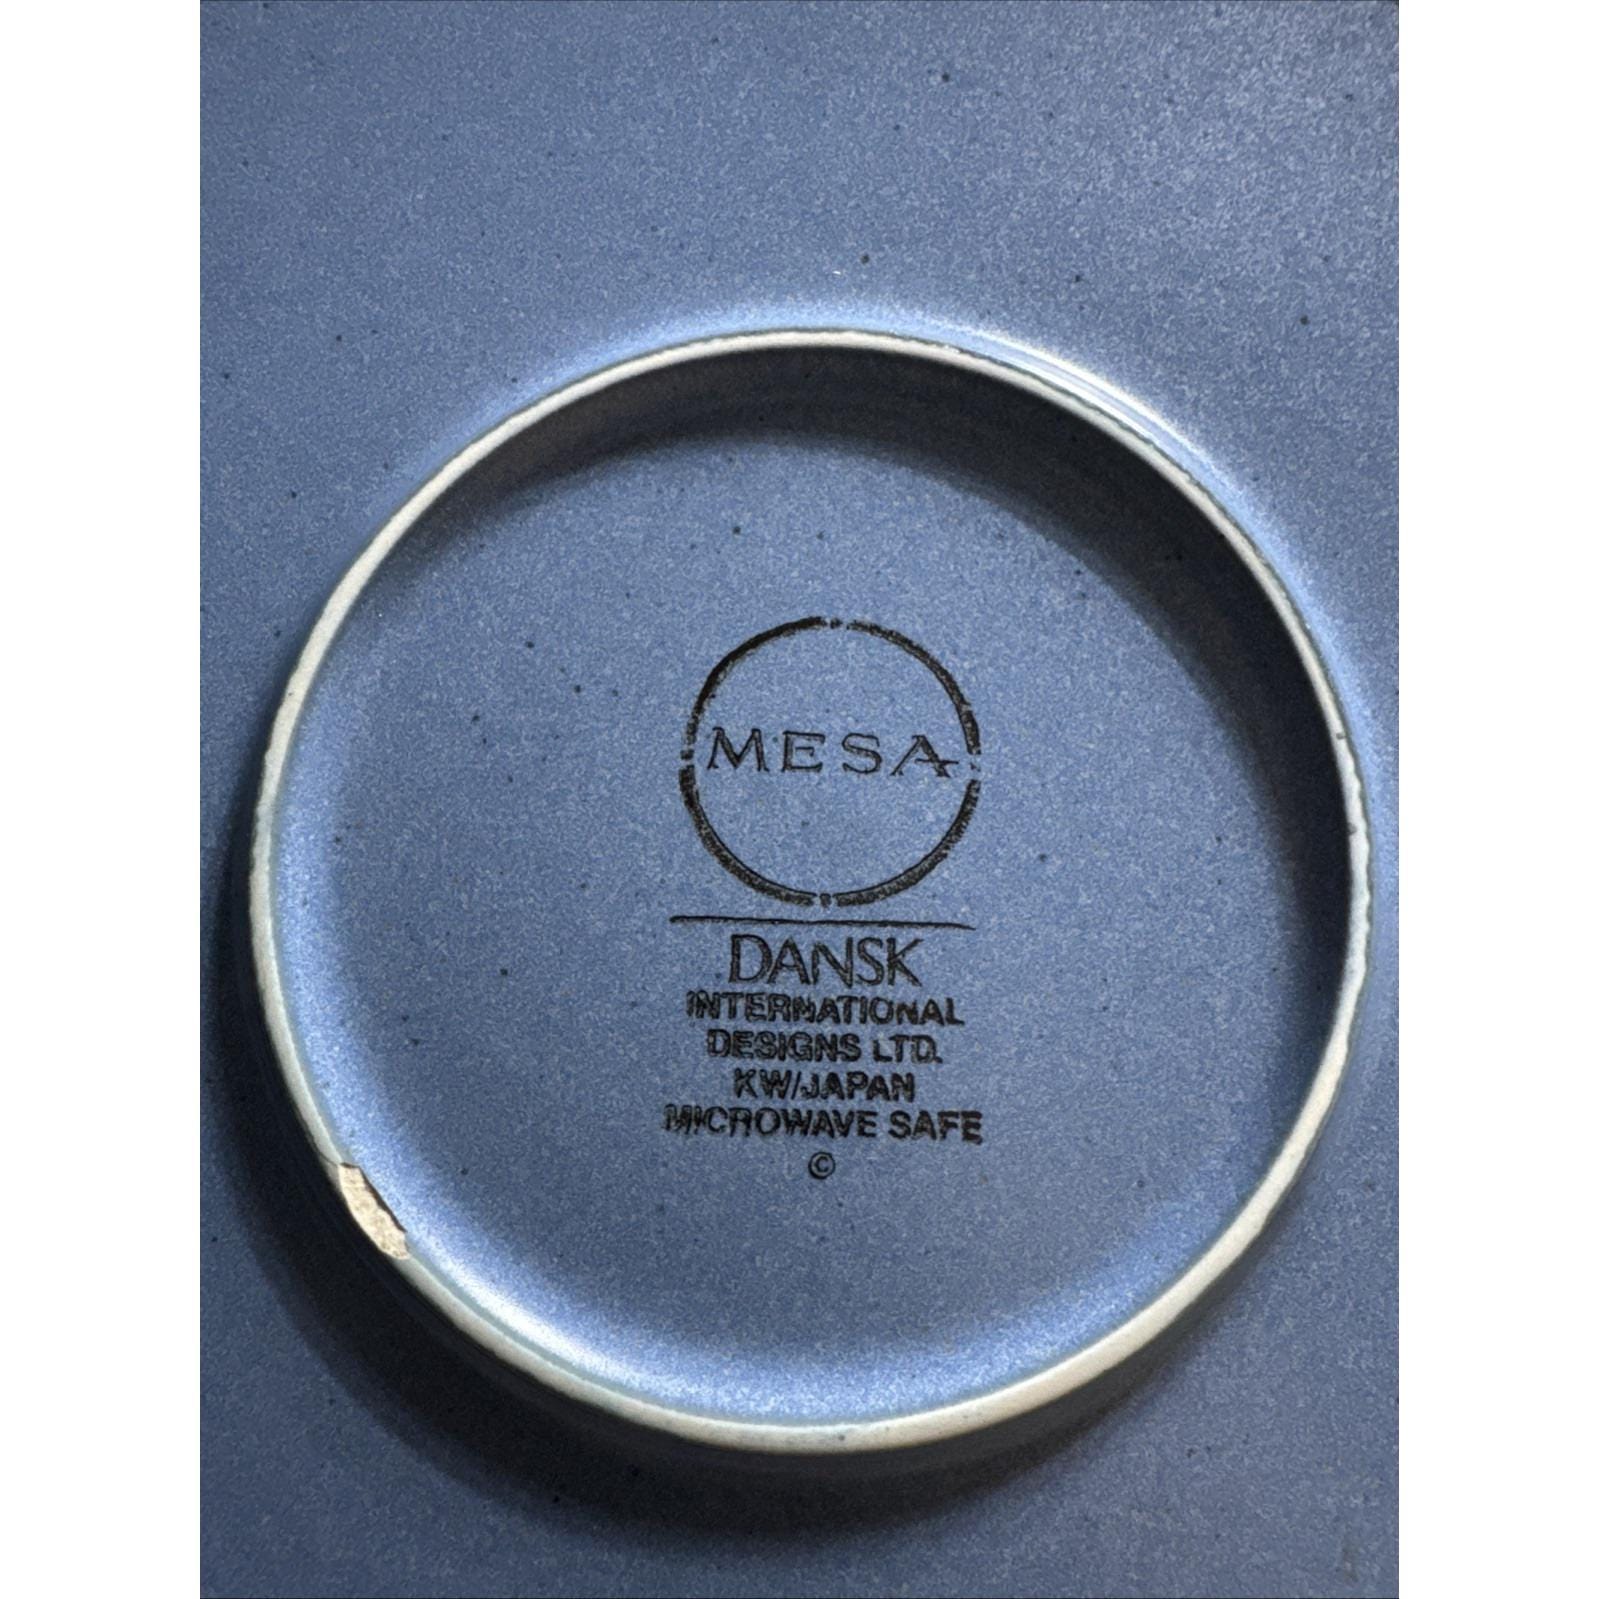 MESA
DANSK
INTERNATIONAL
DESIGNS LTD.
KW/JAPAN
MICROWAVE SAFE
©